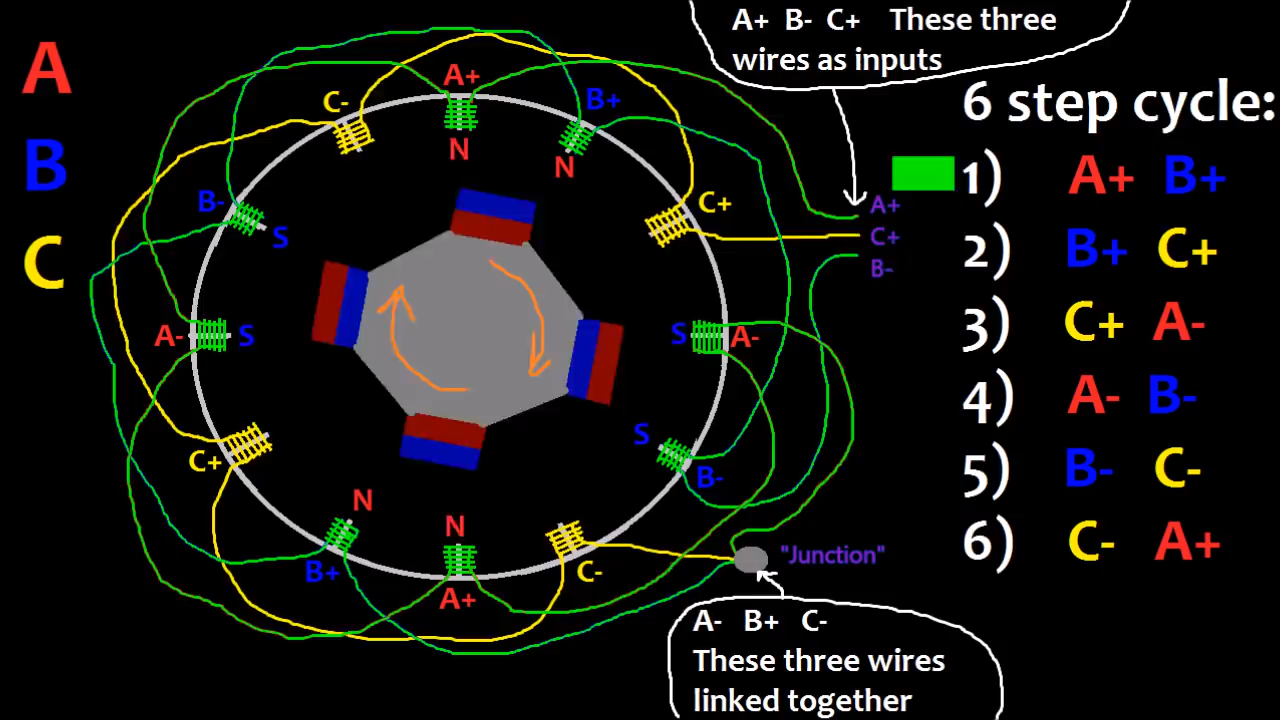 A
B
C
A+ B- C+ These three
wires as inputs
6 step cycle:
1) A+ B+
2) B+ C+
3) C+ A-
4) A- B-
5) B- C-
6) C- A+
A+
C+
B-
A+
N
B+
N
C+
S A-
S
B-
C-
N
A+
N
B+
C+
A- S
B- S
C-
"Junction"
A- B+ C-
These three wires
linked together